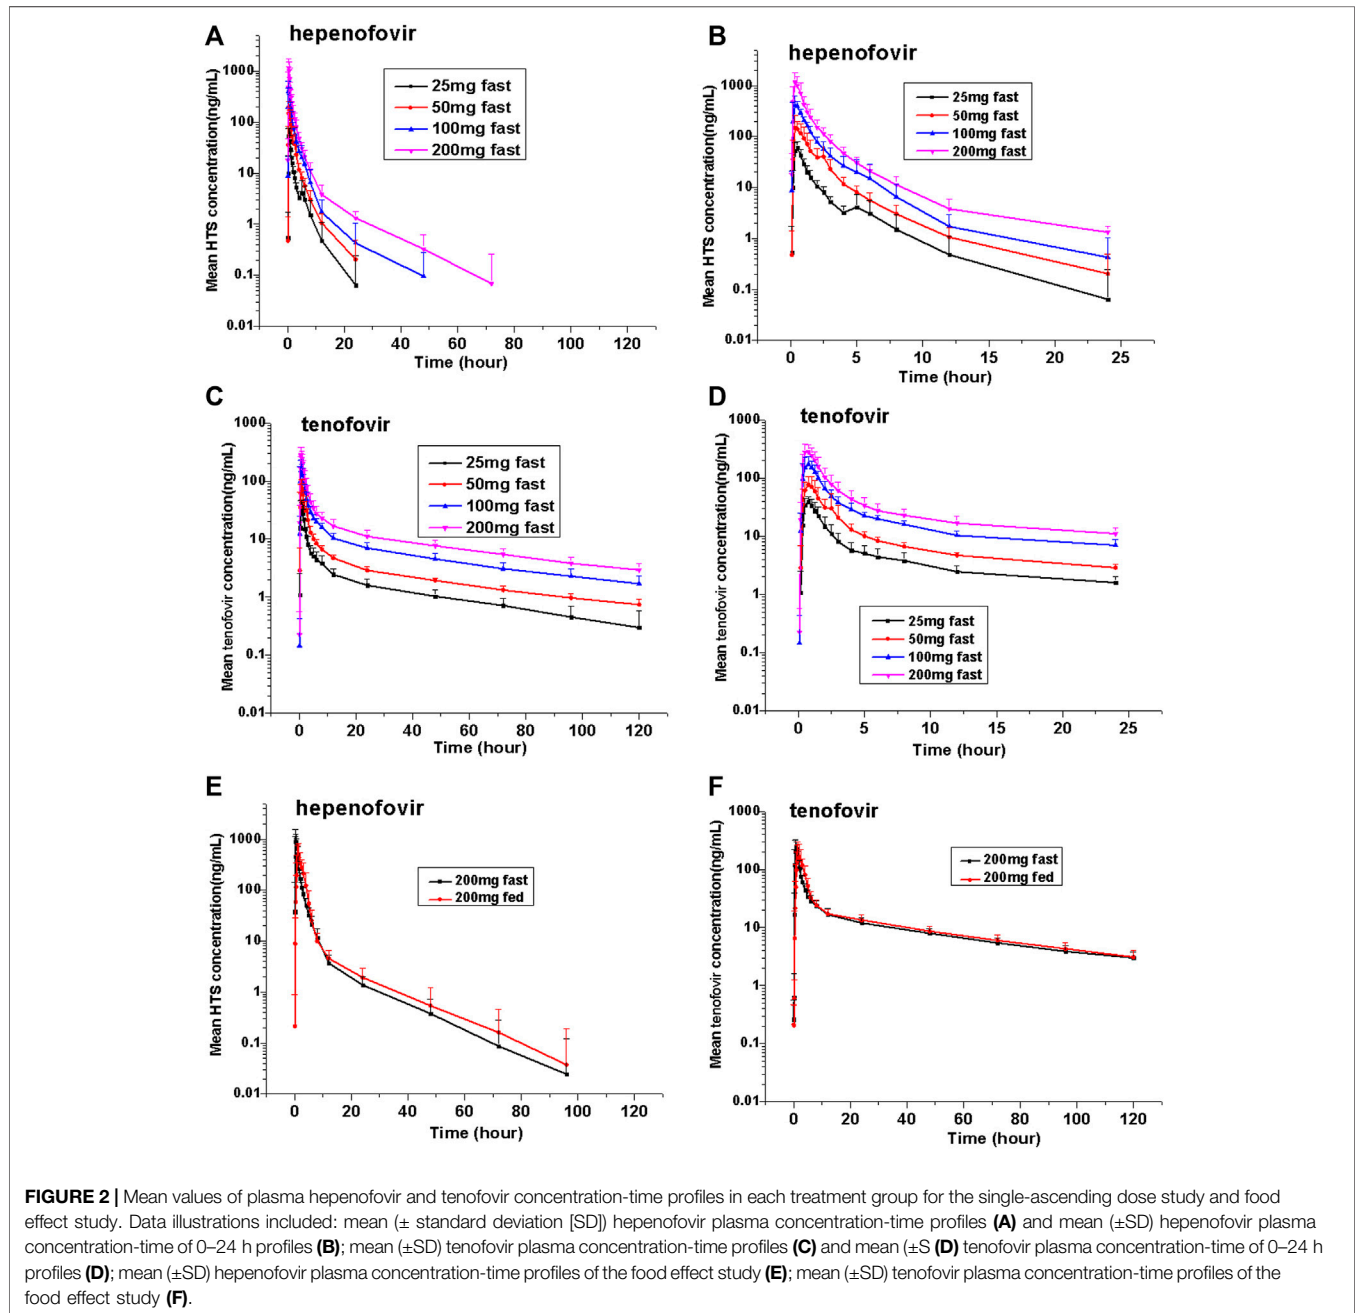 A
hepenofovir
Mean HTS concentration(ng/mL)
1000
100
10
1
0.1
0.01
25mg fast
50mg fast
100mg fast
200mg fast
0 20 40 60 80 100 120
Time (hour)
B
hepenofovir
Mean HTS concentration(ng/mL)
1000
100
10
1
0.1
0.01
25mg fast
50mg fast
100mg fast
200mg fast
0 5 10 15 20 25
Time (hour)
C
tenofovir
Mean tenofovir concentration(ng/mL)
1000
100
10
1
0.1
0.01
25mg fast
50mg fast
100mg fast
200mg fast
0 20 40 60 80 100 120
Time (hour)
D
tenofovir
Mean tenofovir concentration(ng/mL)
1000
100
10
1
0.1
0.01
25mg fast
50mg fast
100mg fast
200mg fast
0 5 10 15 20 25
Time (hour)
E
hepenofovir
Mean HTS concentration(ng/mL)
1000
100
10
1
0.1
0.01
200mg fast
200mg fed
0 20 40 60 80 100 120
Time (hour)
F
tenofovir
Mean tenofovir concentration(ng/mL)
1000
100
10
1
0.1
0.01
200mg fast
200mg fed
0 20 40 60 80 100 120
Time (hour)
FIGURE 2 | Mean values of plasma hepenofovir and tenofovir concentration-time profiles in each treatment group for the single-ascending dose study and food
effect study. Data illustrations included: mean (± standard deviation [SD]) hepenofovir plasma concentration-time profiles (A) and mean (±SD) hepenofovir plasma
concentration-time of 0–24 h profiles (B); mean (±SD) tenofovir plasma concentration-time profiles (C) and mean (±S (D) tenofovir plasma concentration-time of 0–24 h
profiles (D); mean (±SD) hepenofovir plasma concentration-time profiles of the food effect study (E); mean (±SD) tenofovir plasma concentration-time profiles of the
food effect study (F).